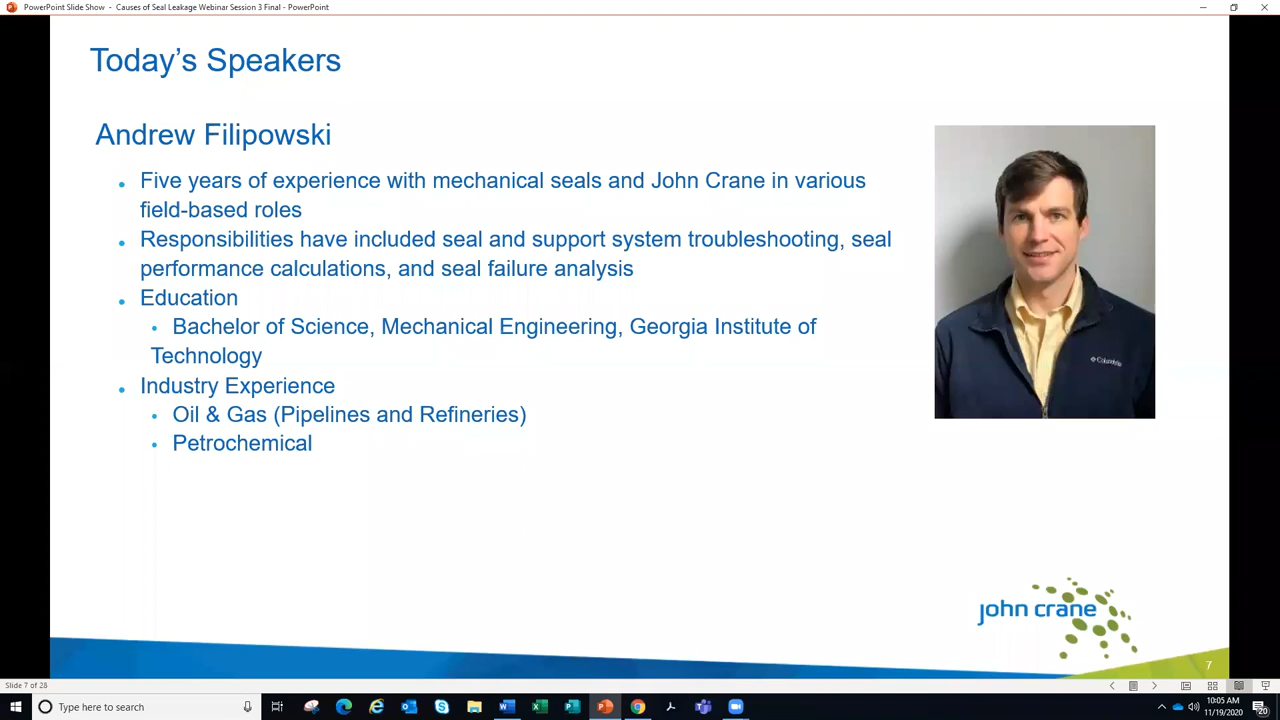 PowerPoint Slide Show - Causes of Seal Leakage Webinar Session 3 Final - PowerPoint
Today's Speakers
Andrew Filipowski
• Five years of experience with mechanical seals and John Crane in various
field-based roles
• Responsibilities have included seal and support system troubleshooting, seal
performance calculations, and seal failure analysis
• Education
• Bachelor of Science, Mechanical Engineering, Georgia Institute of
Technology
• Industry Experience
• Oil & Gas (Pipelines and Refineries)
• Petrochemical
Columbia
john crane
7
Slide 7 of 28
Type here to search
10:05 AM
11/19/2020
20